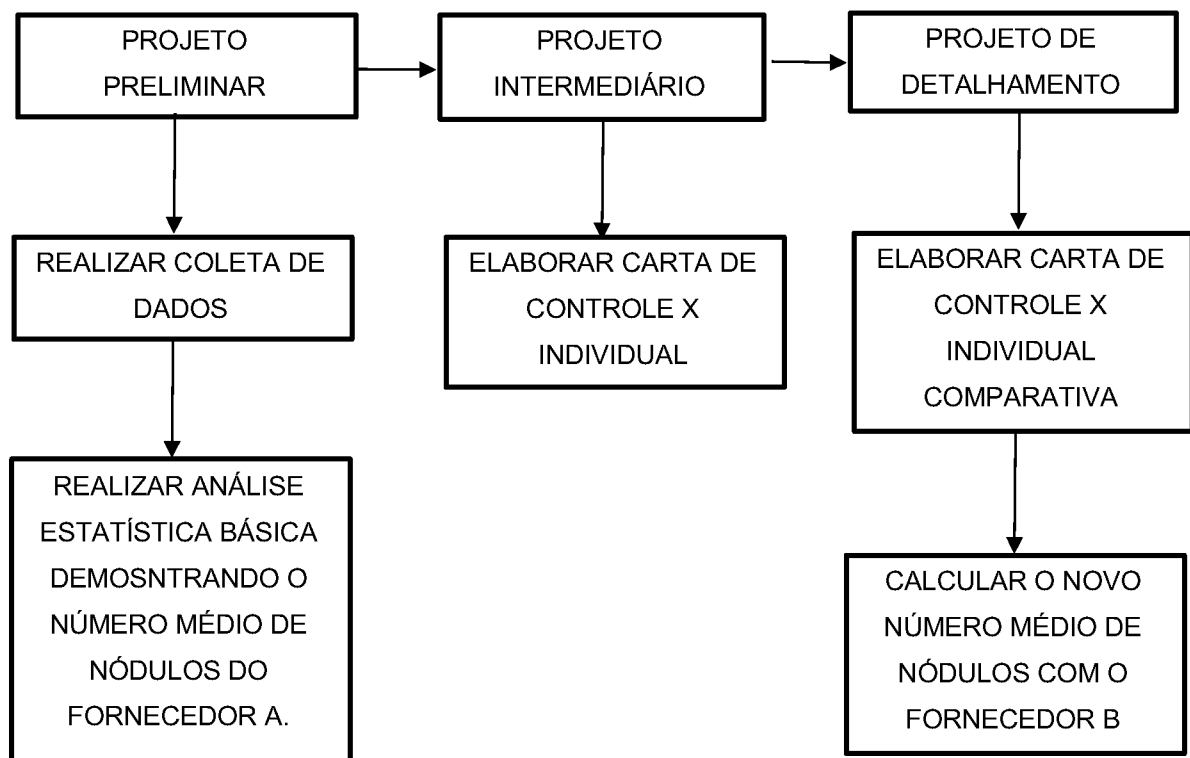 PROJETO
PRELIMINAR
PROJETO
INTERMEDIÁRIO
PROJETO DE
DETALHAMENTO
REALIZAR COLETA DE
DADOS
ELABORAR CARTA DE
CONTROLE X
INDIVIDUAL
ELABORAR CARTA DE
CONTROLE X
INDIVIDUAL
COMPARATIVA
REALIZAR ANÁLISE
ESTATÍSTICA BÁSICA
DEMOSNTRANDO O
NÚMERO MÉDIO DE
NÓDULOS DO
FORNECEDOR A.
CALCULAR O NOVO
NÚMERO MÉDIO DE
NÓDULOS COM O
FORNECEDOR B